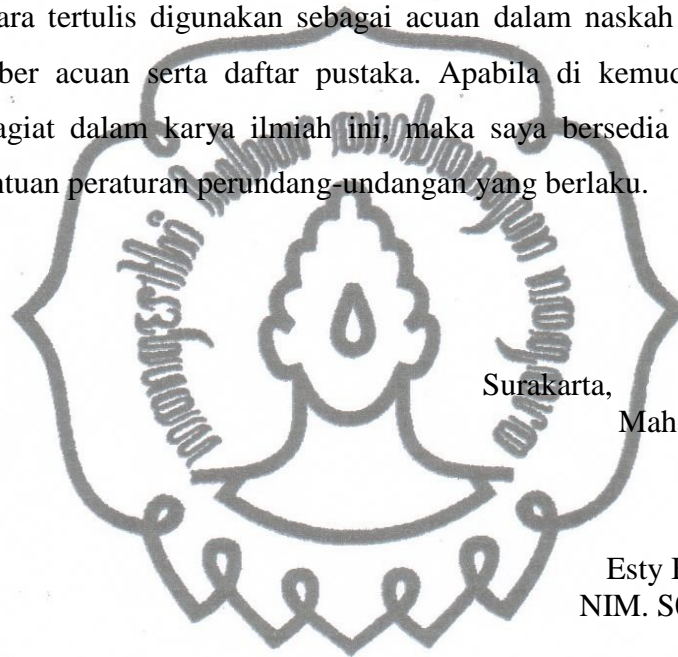 ara tertulis digunakan sebagai acuan dalam naskah
ber acuan serta daftar pustaka. Apabila di kemud
agiat dalam karya ilmiah ini, maka saya bersedia
ntuan peraturan perundang-undangan yang berlaku.
Surakarta,
Mah
Esty
NIM.